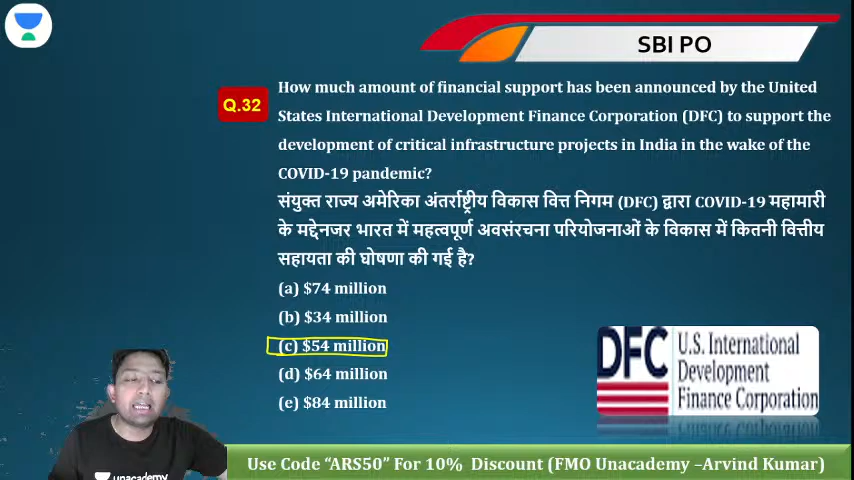 SBI PO
Q.32
How much amount of financial support has been announced by the United
States International Development Finance Corporation (DFC) to support the
development of critical infrastructure projects in India in the wake of the
COVID-19 pandemic?
संयुक्त राज्य अमेरिका अंतर्राष्ट्रीय विकास वित्त निगम (DFC) द्वारा COVID-19 महामारी
के मद्देनजर भारत में महत्वपूर्ण अवसंरचना परियोजनाओं के विकास में कितनी वित्तीय
सहायता की घोषणा की गई है?
(a) $74 million
(b) $34 million
(c) $54 million
(d) $64 million
(e) $84 million
DFC
U.S. International
Development
Finance Corporation
unacademy
Use Code “ARS50” For 10% Discount (FMO Unacademy –Arvind Kumar)